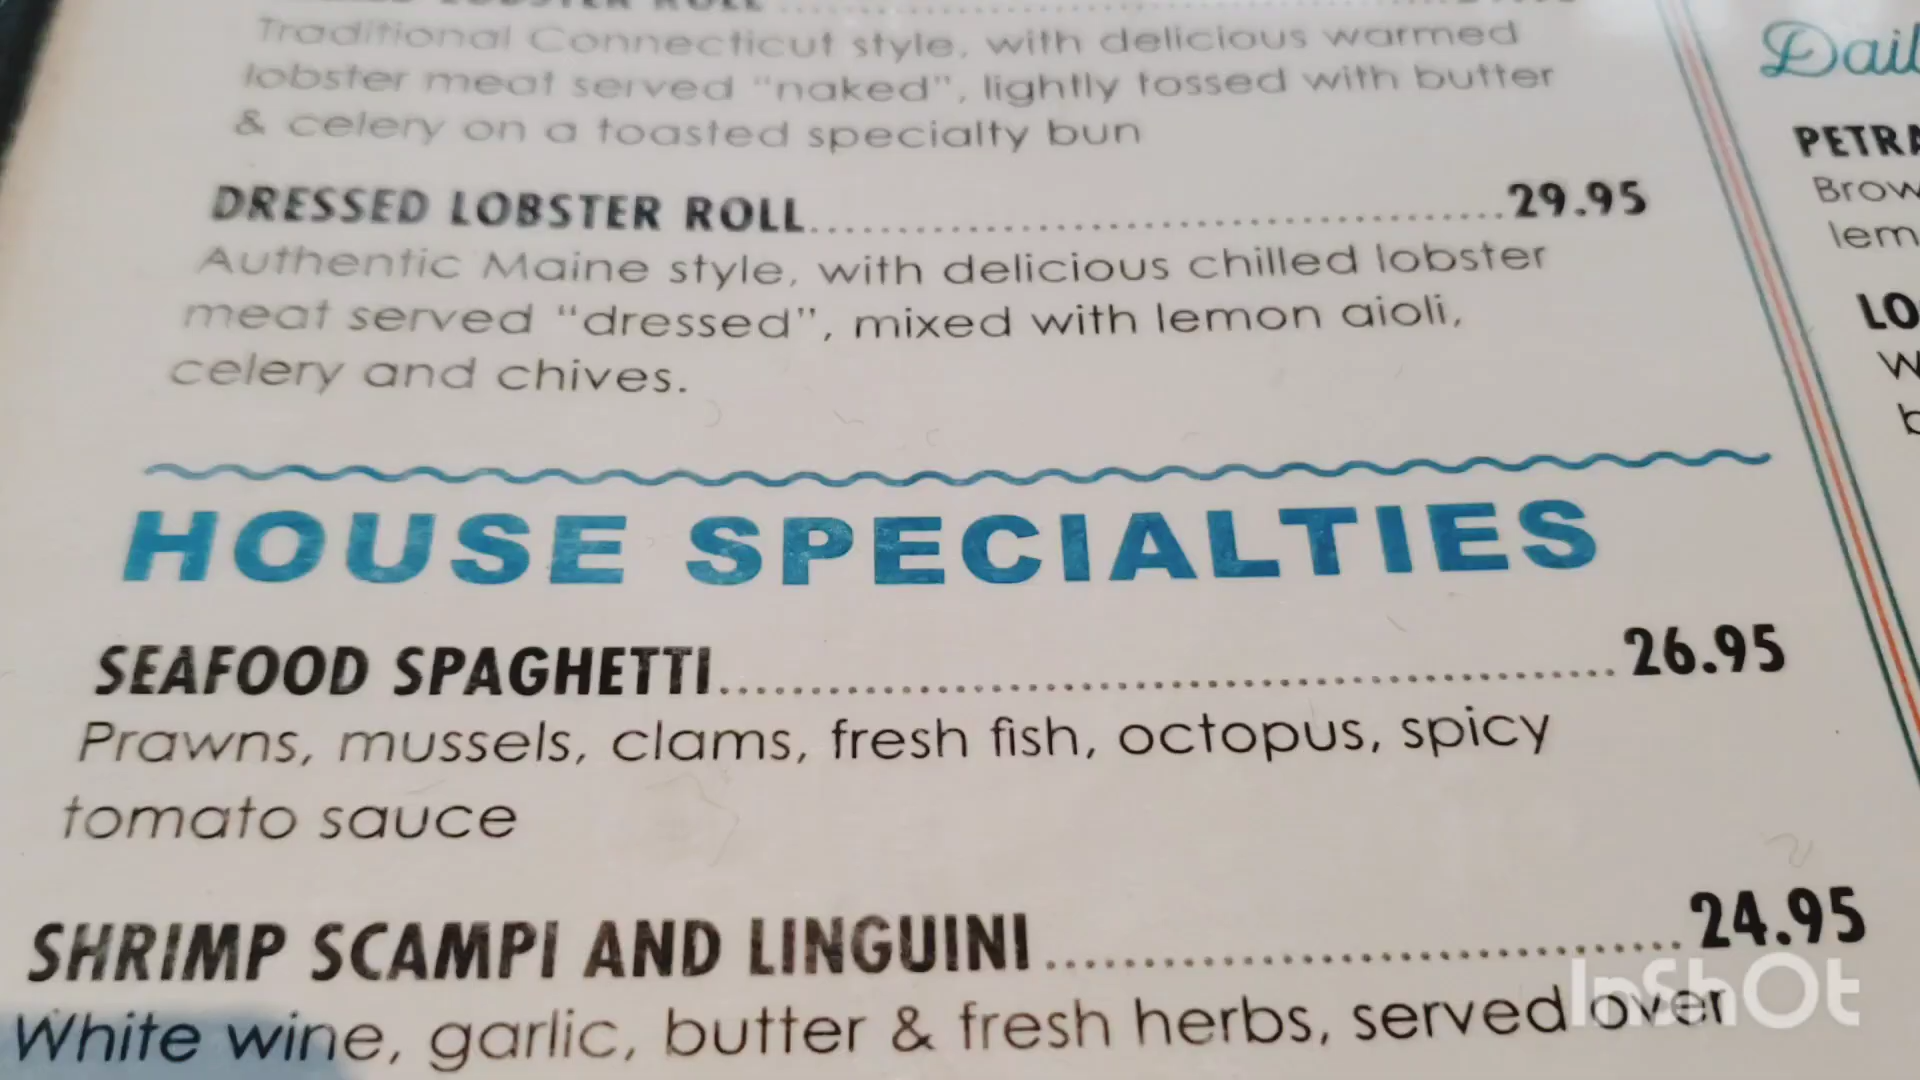 LOBSTER ROLL
Traditional Connecticut style, with delicious warmed
lobster meat served "naked", lightly tossed with butter
& celery on a toasted specialty bun
DRESSED LOBSTER ROLL..............................29.95
Authentic Maine style, with delicious chilled lobster
meat served "dressed", mixed with lemon aioli,
celery and chives.
HOUSE SPECIALTIES
SEAFOOD SPAGHETTI..............................26.95
Prawns, mussels, clams, fresh fish, octopus, spicy
tomato sauce
SHRIMP SCAMPI AND LINGUINI..............................24.95
White wine, garlic, butter & fresh herbs, served over
InShOt